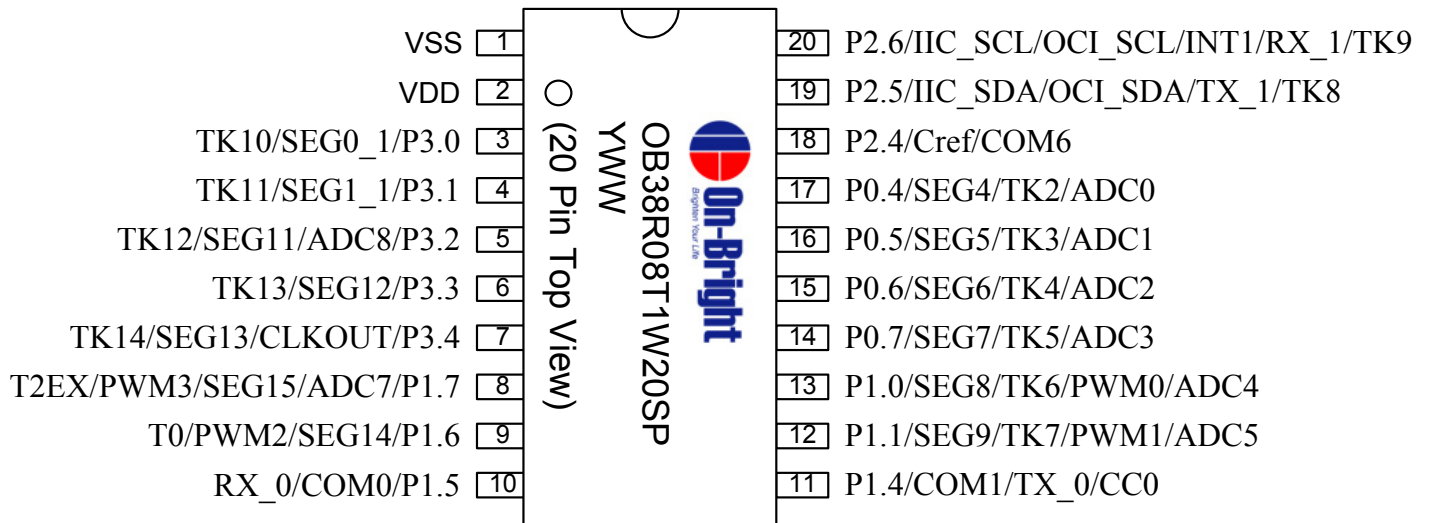 VSS 1
VDD 2
TK10/SEG0_1/P3.0 3
TK11/SEG1_1/P3.1 4
TK12/SEG11/ADC8/P3.2 5
TK13/SEG12/P3.3 6
TK14/SEG13/CLKOUT/P3.4 7
T2EX/PWM3/SEG15/ADC7/P1.7 8
T0/PWM2/SEG14/P1.6 9
RX_0/COM0/P1.5 10
On-Bright
Brighten Your Life
OB38R08T1W20SP
YWW
(20 Pin Top View)
20 P2.6/IIC_SCL/OCI_SCL/INT1/RX_1/TK9
19 P2.5/IIC_SDA/OCI_SDA/TX_1/TK8
18 P2.4/Cref/COM6
17 P0.4/SEG4/TK2/ADC0
16 P0.5/SEG5/TK3/ADC1
15 P0.6/SEG6/TK4/ADC2
14 P0.7/SEG7/TK5/ADC3
13 P1.0/SEG8/TK6/PWM0/ADC4
12 P1.1/SEG9/TK7/PWM1/ADC5
11 P1.4/COM1/TX_0/CC0